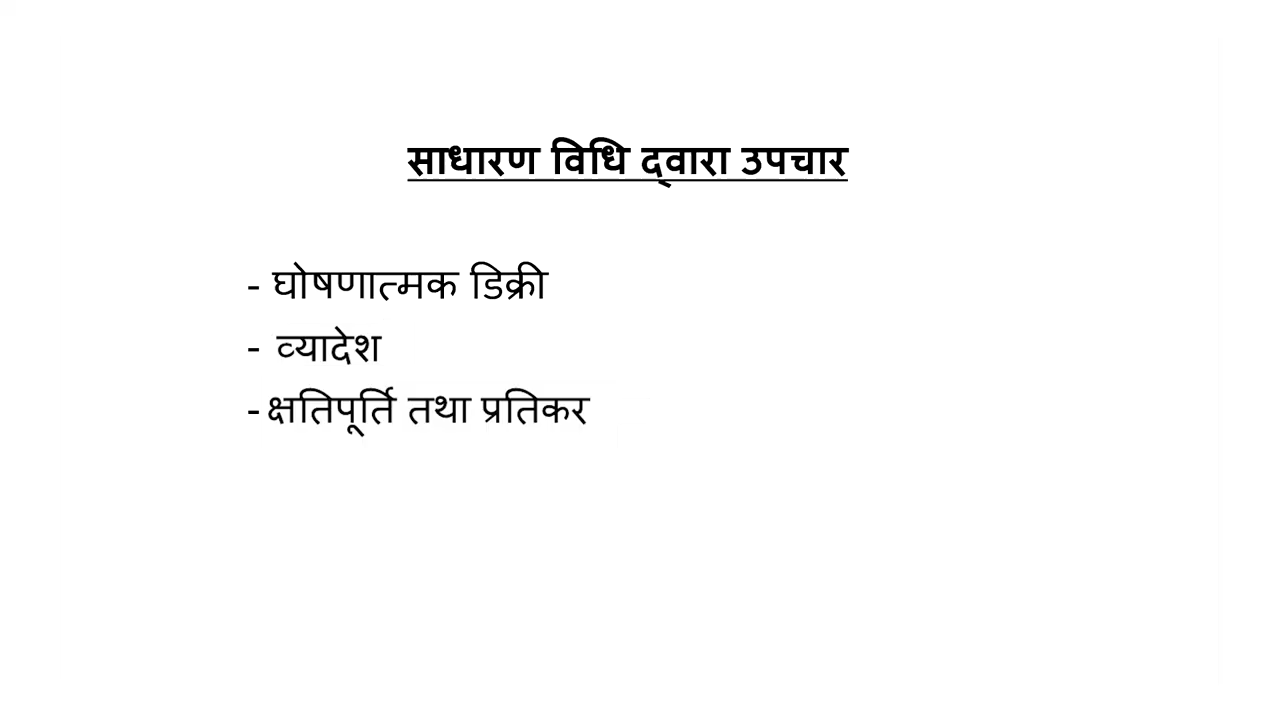 साधारण विधि द्वारा उपचार
- घोषणात्मक डिक्री
- व्यादेश
- क्षतिपूर्ति तथा प्रतिकर